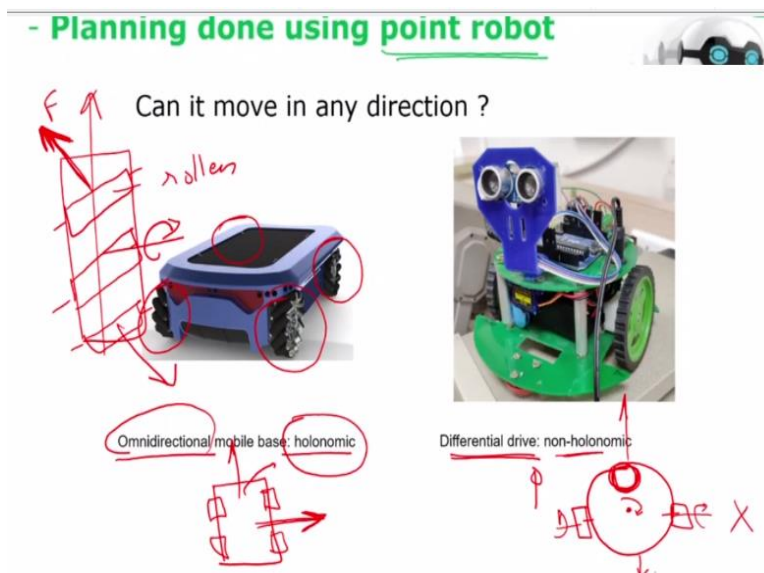 - Planning done using point robot
Can it move in any direction ?
F
rollers
Omnidirectional mobile base: holonomic
Differential drive: non-holonomic
X